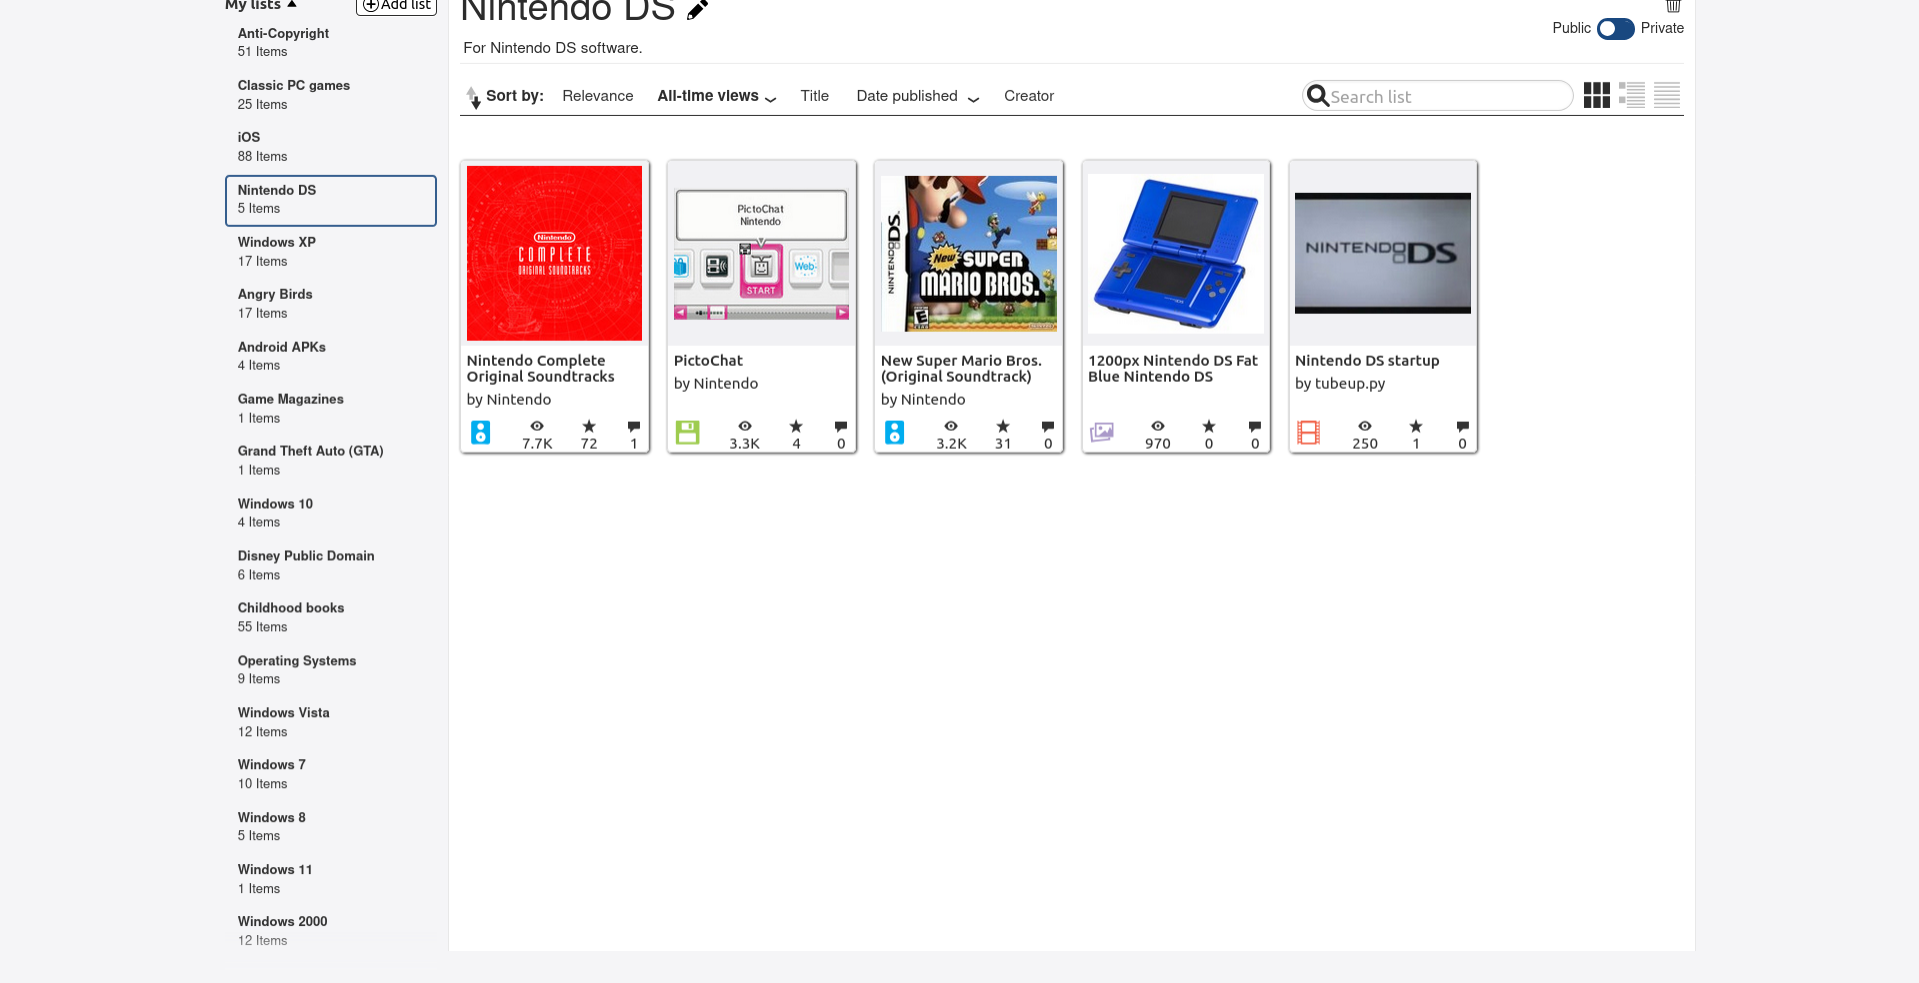 My lists
Add list
Anti-Copyright
51 Items
Classic PC games
25 Items
iOS
88 Items
Nintendo DS
5 Items
Windows XP
17 Items
Angry Birds
17 Items
Android APKs
4 Items
Game Magazines
1 Items
Grand Theft Auto (GTA)
1 Items
Windows 10
4 Items
Disney Public Domain
6 Items
Childhood books
55 Items
Operating Systems
9 Items
Windows Vista
12 Items
Windows 7
10 Items
Windows 8
5 Items
Windows 11
1 Items
Windows 2000
12 Items
Nintendo DS
For Nintendo DS software.
Public Private
Sort by: Relevance All-time views Title Date published Creator
Search list
Nintendo
COMPLETE
ORIGINAL SOUNDTRACKS
Nintendo Complete
Original Soundtracks
by Nintendo
7.7K 72 1
PictoChat
Nintendo
Web
START
PictoChat
by Nintendo
3.3K 4 0
NINTENDO DS
New SUPER
MARIO BROS.
E
New Super Mario Bros.
(Original Soundtrack)
by Nintendo
3.2K 31 0
1200px Nintendo DS Fat
Blue Nintendo DS
970 0 0
NINTENDO DS
Nintendo DS startup
by tubeup.py
250 1 0